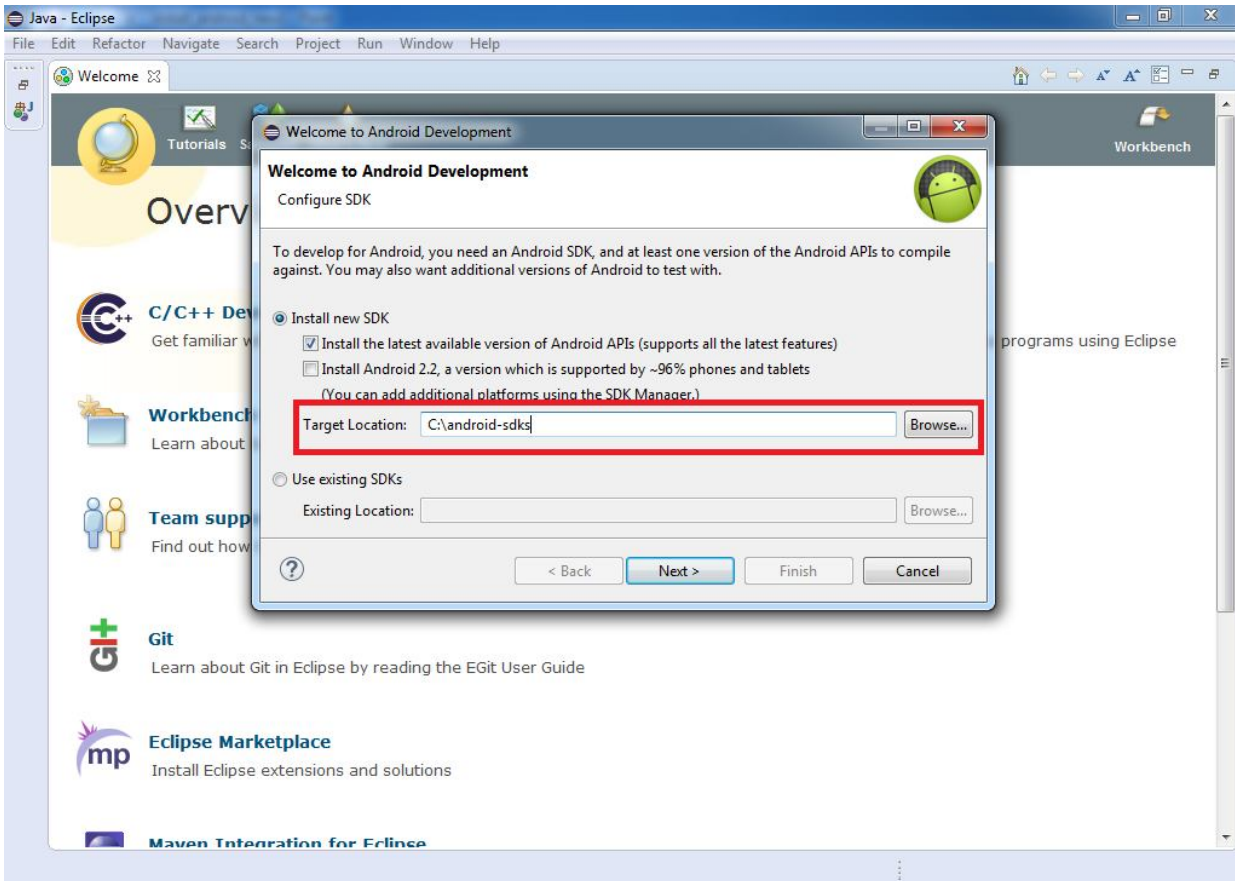 Java - Eclipse
File Edit Refactor Navigate Search Project Run Window Help
Welcome
Tutorials
Workbench
Overv
Welcome to Android Development
Welcome to Android Development
Configure SDK
To develop for Android, you need an Android SDK, and at least one version of the Android APIs to compile
against. You may also want additional versions of Android to test with.
Install new SDK
Install the latest available version of Android APIs (supports all the latest features)
Install Android 2.2, a version which is supported by ~96% phones and tablets
(You can add additional platforms using the SDK Manager.)
Target Location: C:\android-sdks Browse...
Use existing SDKs
Existing Location: Browse...
< Back Next > Finish Cancel
C/C++ Dev
Get familiar w programs using Eclipse
Workbench
Learn about
Team supp
Find out how
Git
Learn about Git in Eclipse by reading the EGit User Guide
mp
Eclipse Marketplace
Install Eclipse extensions and solutions
Maven Integration for Eclipse